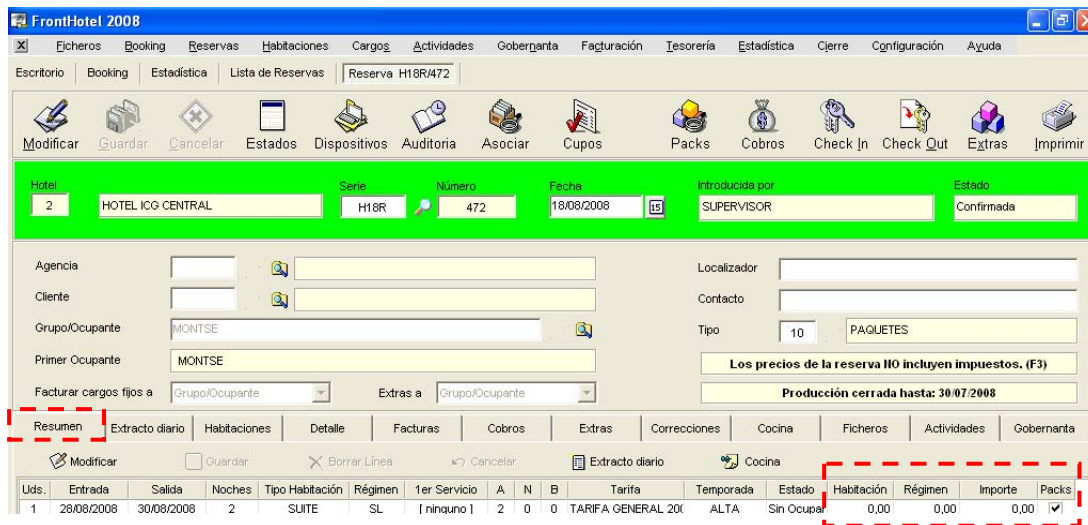 FrontHotel 2008
X Ficheros Booking Reservas Habitaciones Cargos Actividades Gobernanta Facturación Tesorería Estadística Cierre Configuración Ayuda
Escritorio Booking Estadística Lista de Reservas Reserva H18R/472
Modificar Guardar Cancelar Estados Dispositivos Auditoria Asociar Cupos Packs Cobros Check In Check Out Extras Imprimir
Hotel Serie Número Fecha Introducida por Estado
2 HOTEL ICG CENTRAL H18R 472 18/08/2008 15 SUPERVISOR Confirmada
Agencia Localizador
Cliente Contacto
Grupo/Ocupante MONTSE Tipo 10 PAQUETES
Primer Ocupante MONTSE Los precios de la reserva NO incluyen impuestos. (F3)
Facturar cargos fijos a Grupo/Ocupante Extras a Grupo/Ocupante Producción cerrada hasta: 30/07/2008
Resumen Extracto diario Habitaciones Detalle Facturas Cobros Extras Correcciones Cocina Ficheros Actividades Gobernanta
Modificar Guardar Borrar Línea Cancelar Extracto diario Cocina
Uds. Entrada Salida Noches Tipo Habitación Régimen 1er Servicio A N B Tarifa Temporada Estado Habitación Régimen Importe Packs
1 28/08/2008 30/08/2008 2 SUITE SL [ ninguno ] 2 0 0 TARIFA GENERAL 200 ALTA Sin Ocupar 0,00 0,00 0,00